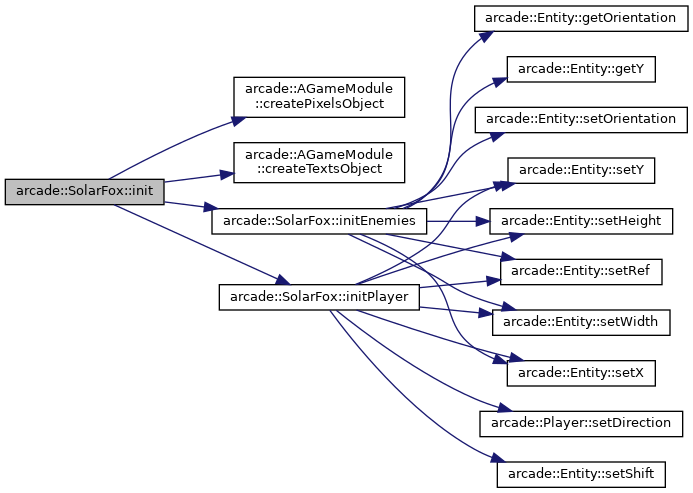 arcade::SolarFox::init
arcade::AGameModule
::createPixelsObject
arcade::AGameModule
::createTextsObject
arcade::SolarFox::initEnemies
arcade::SolarFox::initPlayer
arcade::Entity::getOrientation
arcade::Entity::getY
arcade::Entity::setOrientation
arcade::Entity::setY
arcade::Entity::setHeight
arcade::Entity::setRef
arcade::Entity::setWidth
arcade::Entity::setX
arcade::Player::setDirection
arcade::Entity::setShift